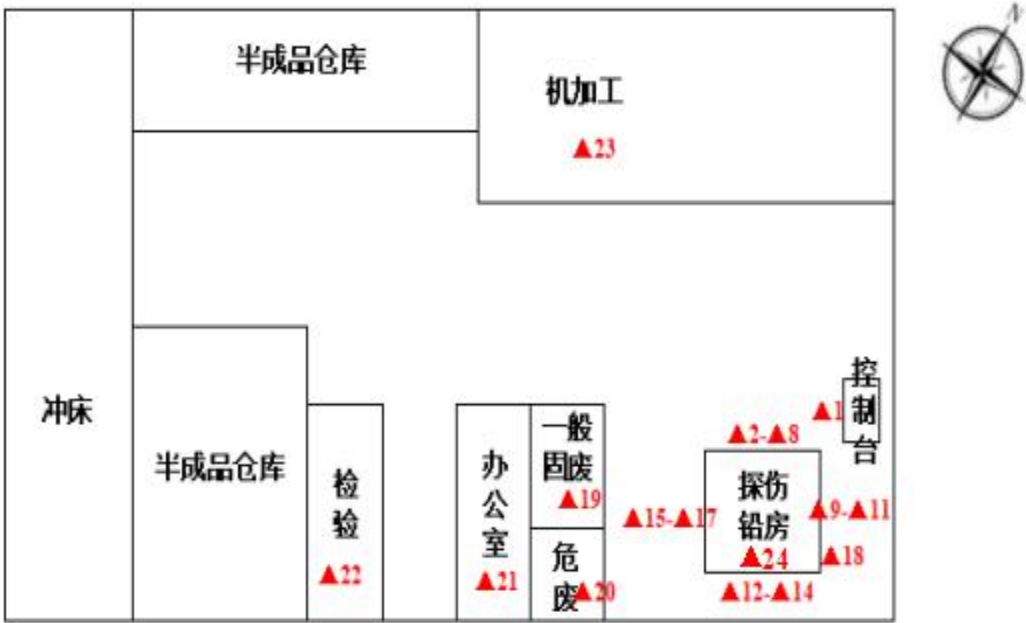 N
半成品仓库
机加工
▲23
冲床
半成品仓库
检验
▲22
办公室
▲21
一般
固废
▲19
危废
▲20
▲15-▲17
▲2-▲8
探伤
铅房
▲24
▲12-▲14
▲9-▲11
▲18
▲1
控制台